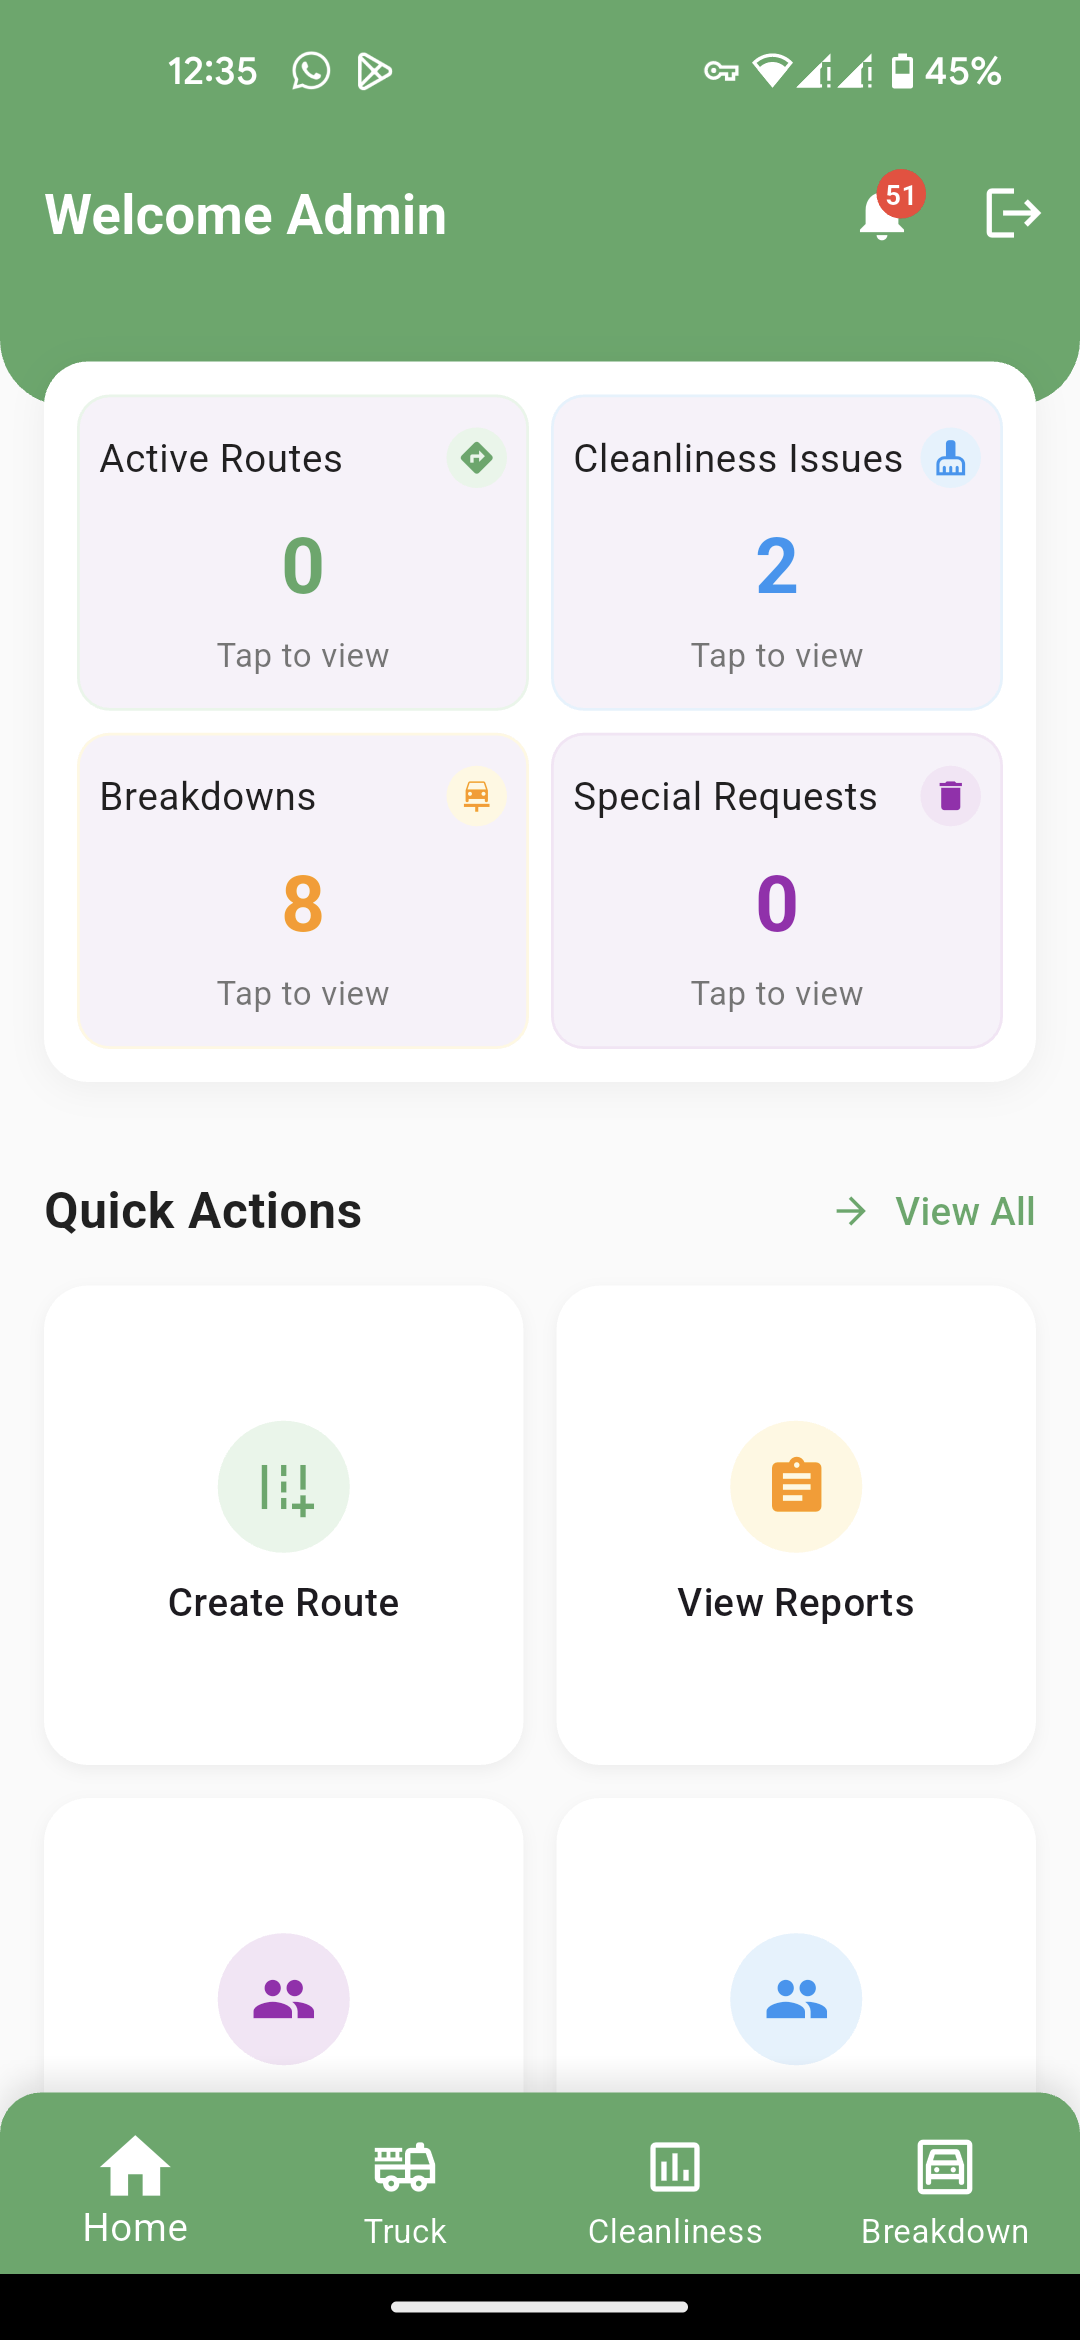 12:35 45%
Welcome Admin 51
Active Routes
0
Tap to view
Cleanliness Issues
2
Tap to view
Breakdowns
8
Tap to view
Special Requests
0
Tap to view
Quick Actions View All
Create Route
View Reports
Home Truck Cleanliness Breakdown